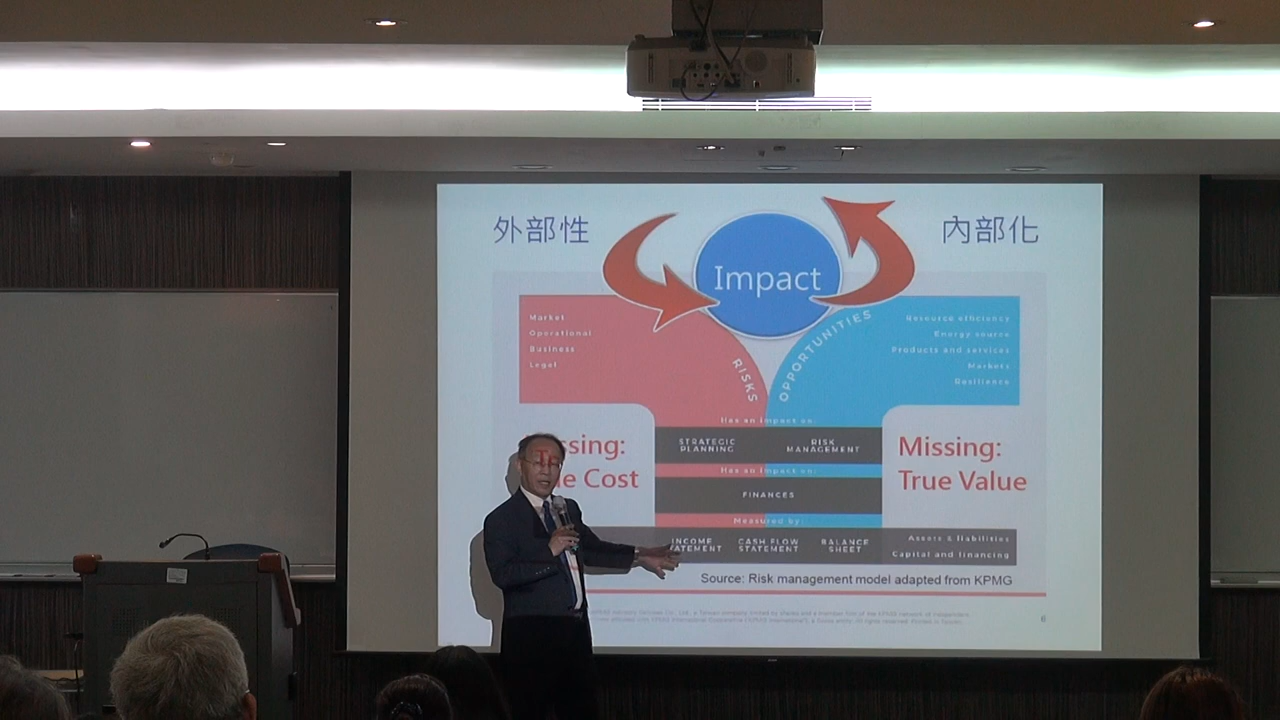 外部性
內部化
Impact
Market
Operational
Business
Legal
RISKS
OPPORTUNITIES
Resource efficiency
Energy source
Products and services
Markets
Resilience
Has an impact on:
STRATEGIC
PLANNING
RISK
MANAGEMENT
Has an impact on:
FINANCES
Measured by:
INCOME
CASH FLOW
STATEMENT
BALANCE
SHEET
Assets & liabilities
Capital and financing
Cost
Missing:
True Value
Source: Risk management model adapted from KPMG
6